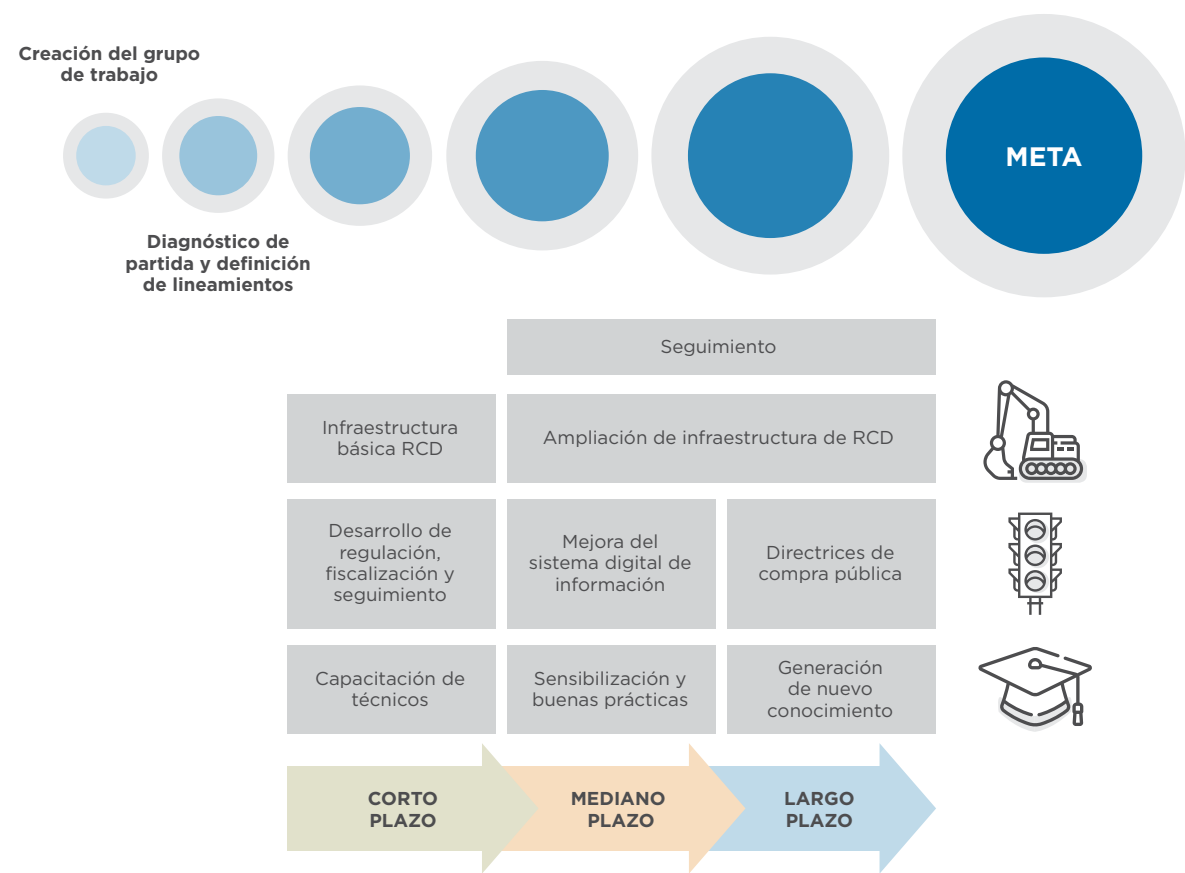 Creación del grupo
de trabajo
META
Diagnóstico de
partida y definición
de lineamientos
Seguimiento
Infraestructura
básica RCD
Ampliación de infraestructura de RCD
Desarrollo de
regulación,
fiscalización y
seguimiento
Mejora del
sistema digital de
información
Directrices de
compra pública
Capacitación de
técnicos
Sensibilización y
buenas prácticas
Generación
de nuevo
conocimiento
CORTO
PLAZO
MEDIANO
PLAZO
LARGO
PLAZO